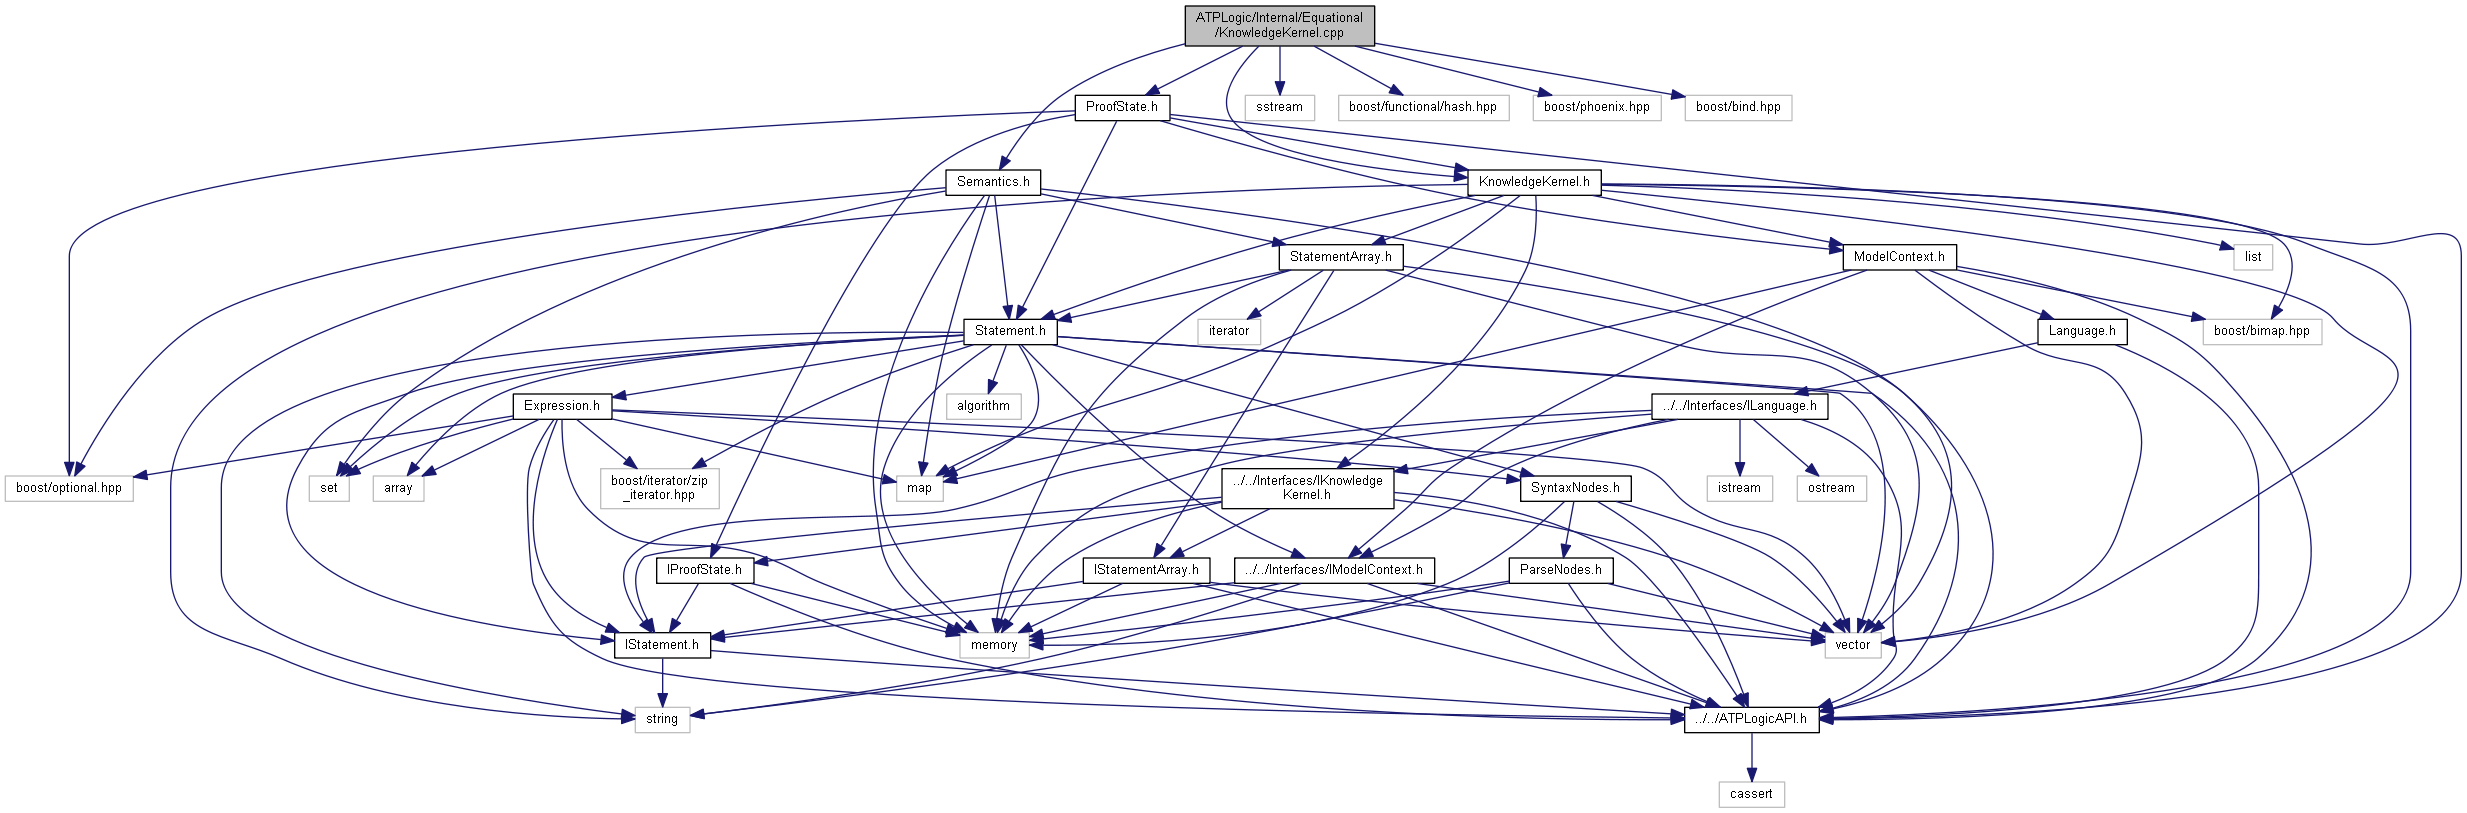 ATPLogic/Internal/Equational
/KnowledgeKernel.cpp
ProofState.h
sstream
boost/functional/hash.hpp
boost/phoenix.hpp
boost/bind.hpp
Semantics.h
KnowledgeKernel.h
StatementArray.h
ModelContext.h
list
Statement.h
iterator
Language.h
boost/bimap.hpp
Expression.h
algorithm
../../Interfaces/ILanguage.h
boost/optional.hpp
set
array
boost/iterator/zip
_iterator.hpp
map
../../Interfaces/IKnowledge
Kernel.h
SyntaxNodes.h
istream
ostream
IProofState.h
IStatementArray.h
../../Interfaces/IModelContext.h
ParseNodes.h
IStatement.h
memory
vector
string
../../ATPLogicAPI.h
cassert